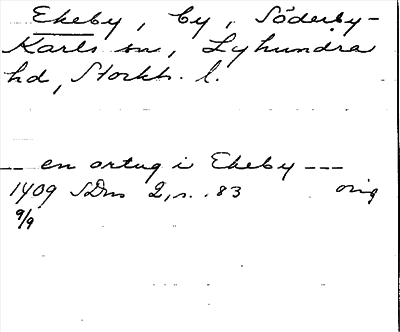 Ekeby, by, Söderby-
Karls sn, Lyhundra
hd, Stockh. l.
-- en ortug i Ekeby ---
1409 SDns 2, s. 83 orig
9/9